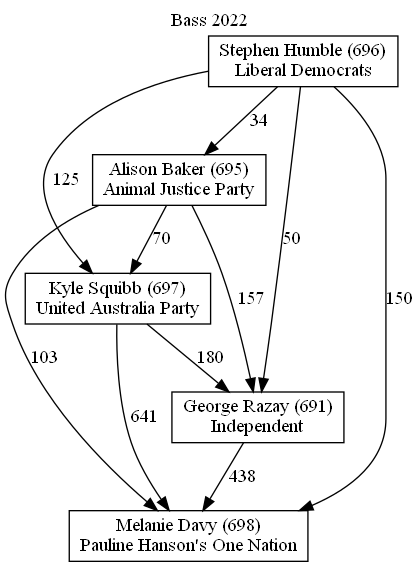 Bass 2022
Stephen Humble (696)
Liberal Democrats
34
Alison Baker (695)
Animal Justice Party
125
70
50
Kyle Squibb (697)
United Australia Party
157
150
103
180
George Razay (691)
Independent
641
438
Melanie Davy (698)
Pauline Hanson's One Nation